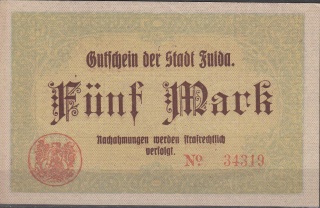 Gutschein der Stadt Fulda.
Fünf Mark
Nachahmungen werden strafrechtlich
verfolgt.
No. 34319